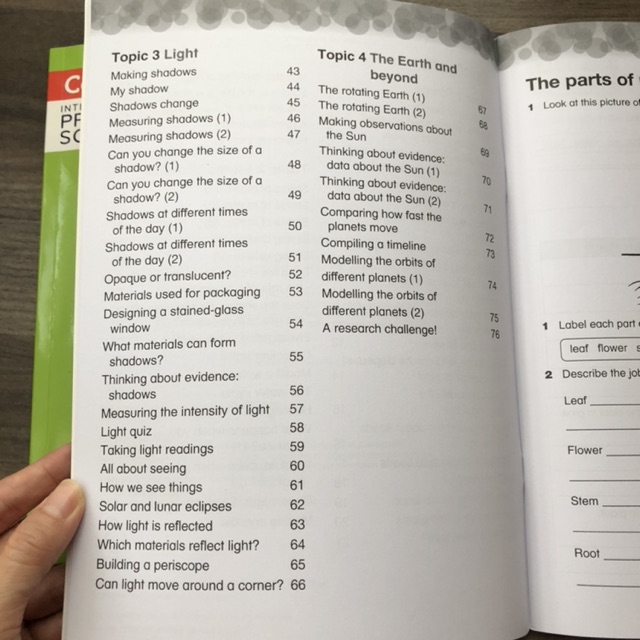 Topic 3 Light
Making shadows 43
My shadow 44
Shadows change 45
Measuring shadows (1) 46
Measuring shadows (2) 47
Can you change the size of a
shadow? (1) 48
Can you change the size of a
shadow? (2) 49
Shadows at different times
of the day (1) 50
Shadows at different times
of the day (2) 51
Opaque or translucent? 52
Materials used for packaging 53
Designing a stained-glass
window 54
What materials can form
shadows? 55
Thinking about evidence:
shadows 56
Measuring the intensity of light 57
Light quiz 58
Taking light readings 59
All about seeing 60
How we see things 61
Solar and lunar eclipses 62
How light is reflected 63
Which materials reflect light? 64
Building a periscope 65
Can light move around a corner? 66
Topic 4 The Earth and
beyond
The rotating Earth (1) 67
The rotating Earth (2) 68
Making observations about
the Sun 69
Thinking about evidence:
data about the Sun (1) 70
Thinking about evidence:
data about the Sun (2) 71
Comparing how fast the
planets move 72
Compiling a timeline 73
Modelling the orbits of
different planets (1) 74
Modelling the orbits of
different planets (2) 75
A research challenge! 76
The parts of
1 Look at this picture of
1 Label each part
leaf flower
2 Describe the
Leaf
Flower
Stem
Root